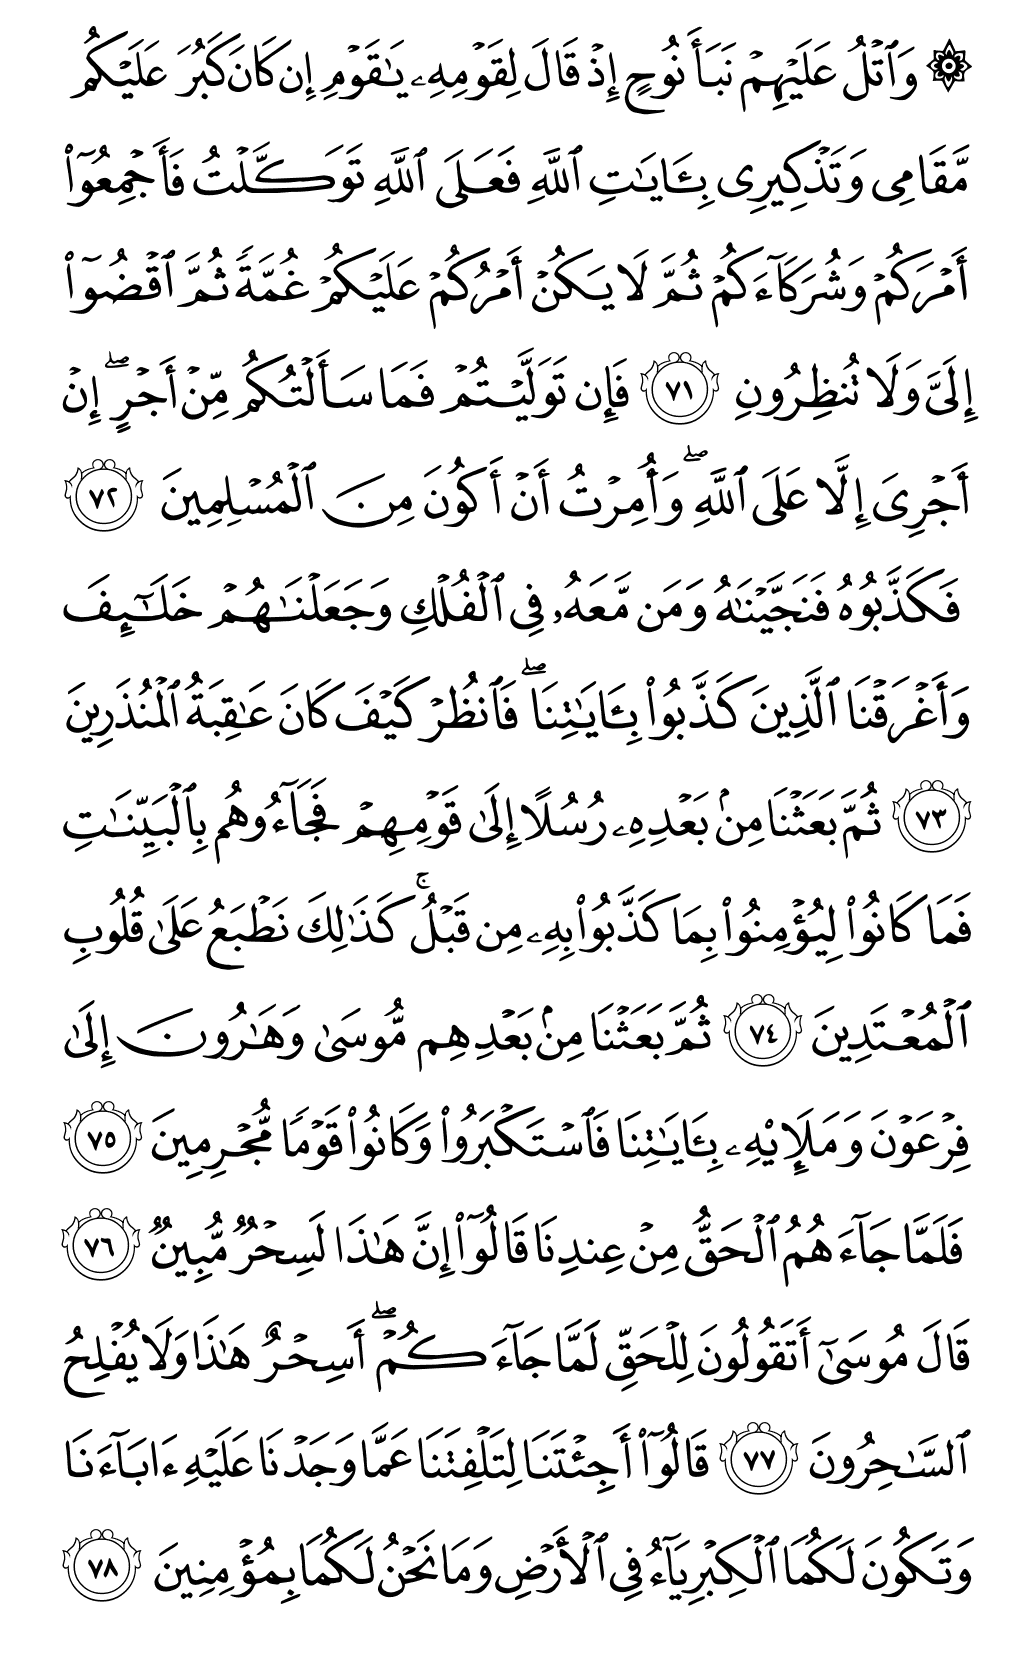 ۞ وَٱتۡلُ عَلَيۡهِمۡ نَبَأَ نُوحٍ إِذۡ قَالَ لِقَوۡمِهِۦ يَٰقَوۡمِ إِن كَانَ كَبُرَ عَلَيۡكُم
مَّقَامِي وَتَذۡكِيرِي بِـَٔايَٰتِ ٱللَّهِ فَعَلَى ٱللَّهِ تَوَكَّلۡتُ فَأَجۡمِعُوٓاْ
أَمۡرَكُمۡ وَشُرَكَآءَكُمۡ ثُمَّ لَا يَكُنۡ أَمۡرُكُمۡ عَلَيۡكُمۡ غُمَّةٗ ثُمَّ ٱقۡضُوٓاْ
إِلَيَّ وَلَا تُنظِرُونِ ٧١ فَإِن تَوَلَّيۡتُمۡ فَمَا سَأَلۡتُكُم مِّنۡ أَجۡرٍۖ إِنۡ
أَجۡرِيَ إِلَّا عَلَى ٱللَّهِۖ وَأُمِرۡتُ أَنۡ أَكُونَ مِنَ ٱلۡمُسۡلِمِينَ ٧٢
فَكَذَّبُوهُ فَنَجَّيۡنَٰهُ وَمَن مَّعَهُۥ فِي ٱلۡفُلۡكِ وَجَعَلۡنَٰهُمۡ خَلَٰٓئِفَ
وَأَغۡرَقۡنَا ٱلَّذِينَ كَذَّبُواْ بِـَٔايَٰتِنَاۖ فَٱنظُرۡ كَيۡفَ كَانَ عَٰقِبَةُ ٱلۡمُنذَرِينَ
٧٣ ثُمَّ بَعَثۡنَا مِنۢ بَعۡدِهِۦ رُسُلًا إِلَىٰ قَوۡمِهِمۡ فَجَآءُوهُم بِٱلۡبَيِّنَٰتِ
فَمَا كَانُواْ لِيُؤۡمِنُواْ بِمَا كَذَّبُواْ بِهِۦ مِن قَبۡلُۚ كَذَٰلِكَ نَطۡبَعُ عَلَىٰ قُلُوبِ
ٱلۡمُعۡتَدِينَ ٧٤ ثُمَّ بَعَثۡنَا مِنۢ بَعۡدِهِم مُّوسَىٰ وَهَٰرُونَ إِلَىٰ
فِرۡعَوۡنَ وَمَلَإِيْهِۦ بِـَٔايَٰتِنَا فَٱسۡتَكۡبَرُواْ وَكَانُواْ قَوۡمٗا مُّجۡرِمِينَ ٧٥
فَلَمَّا جَآءَهُمُ ٱلۡحَقُّ مِنۡ عِندِنَا قَالُوٓاْ إِنَّ هَٰذَا لَسِحۡرٞ مُّبِينٞ ٧٦
قَالَ مُوسَىٰٓ أَتَقُولُونَ لِلۡحَقِّ لَمَّا جَآءَكُمۡۖ أَسِحۡرٌ هَٰذَا وَلَا يُفۡلِحُ
ٱلسَّٰحِرُونَ ٧٧ قَالُوٓاْ أَجِئۡتَنَا لِتَلۡفِتَنَا عَمَّا وَجَدۡنَا عَلَيۡهِ ءَابَآءَنَا
وَتَكُونَ لَكُمَا ٱلۡكِبۡرِيَآءُ فِي ٱلۡأَرۡضِ وَمَا نَحۡنُ لَكُمَا بِمُؤۡمِنِينَ ٧٨